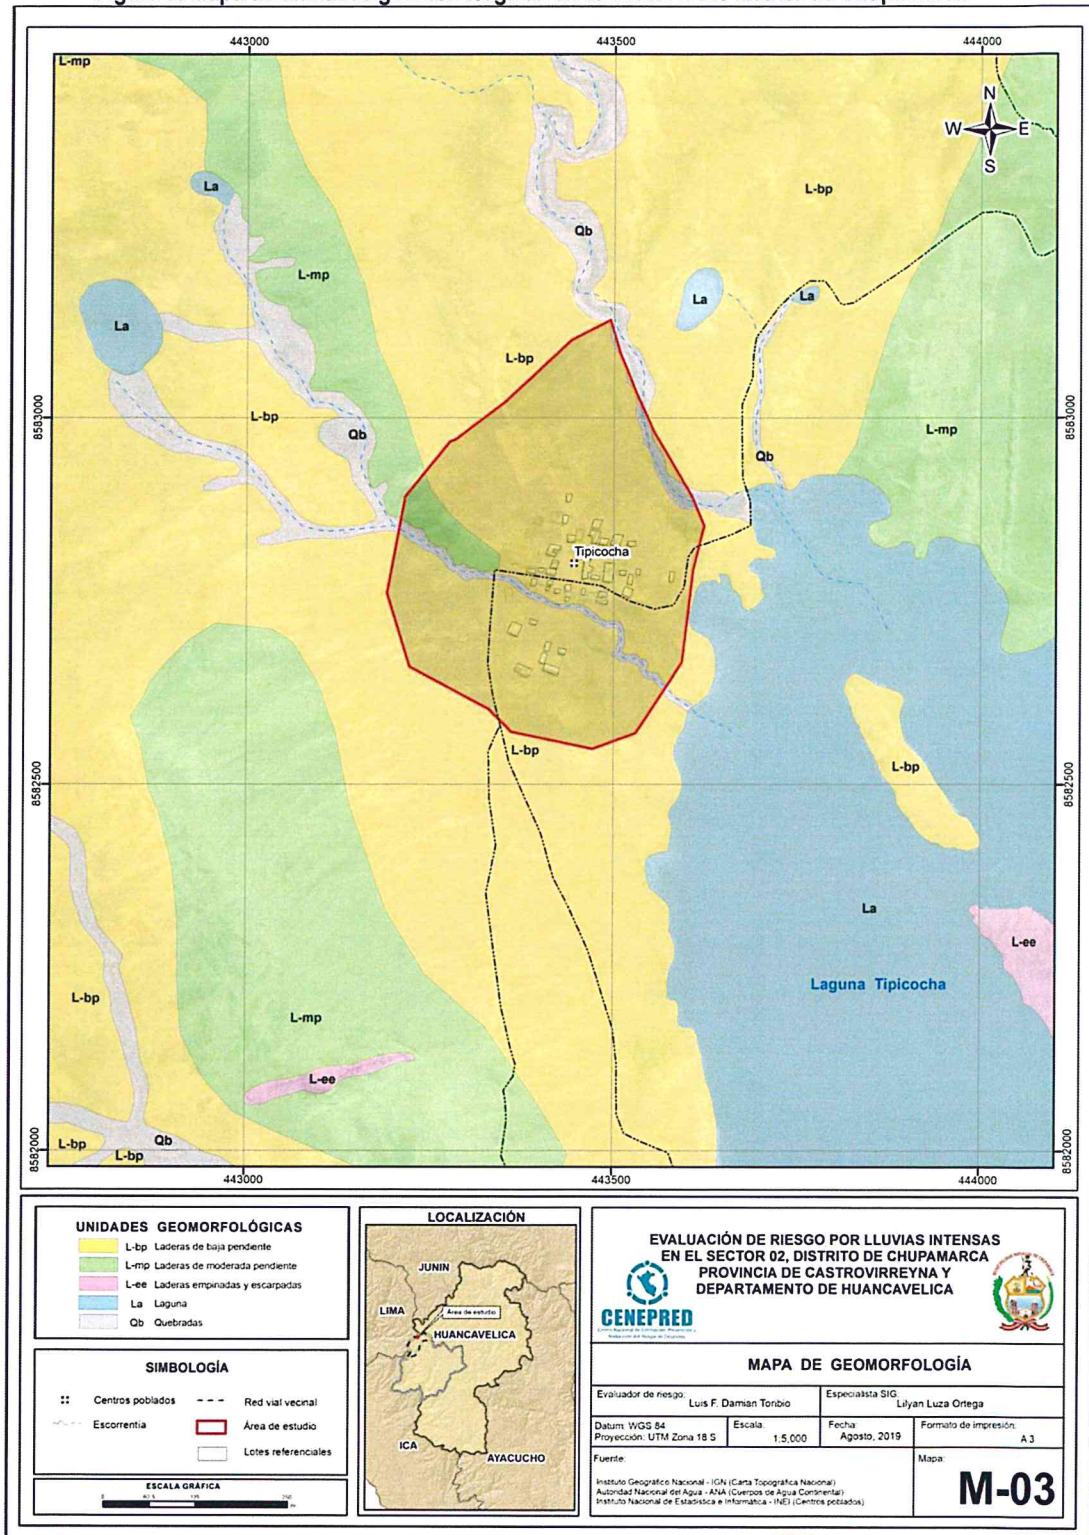 443000
443500
444000
L-mp
N
W
E
S
La
L-bp
Qb
L-mp
La
La
La
L-bp
8583000
L-bp
L-mp
8583000
Qb
Qb
Tipicocha
L-bp
L-bp
8582500
8582500
La
L-ee
Laguna Tipicocha
L-bp
L-mp
L-ee
8582000
L-bp
Qb
L-bp
8582000
443000
443500
444000
UNIDADES GEOMORFOLÓGICAS
L-bp Laderas de baja pendiente
L-mp Laderas de moderada pendiente
L-ee Laderas empinadas y escarpadas
La Laguna
Qb Quebradas
SIMBOLOGÍA
Centros poblados
Red vial vecinal
Escorrentia
Área de estudio
Lotes referenciales
ESCALA GRÁFICA
LOCALIZACIÓN
JUNIN
LIMA
Área de estudio
HUANCAVELICA
ICA
AYACUCHO
EVALUACIÓN DE RIESGO POR LLUVIAS INTENSAS
EN EL SECTOR 02, DISTRITO DE CHUPAMARCA
PROVINCIA DE CASTROVIRREYNA Y
DEPARTAMENTO DE HUANCAVELICA
CENEPRED
MAPA DE GEOMORFOLOGÍA
Evaluador de riesgo:
Luis F. Damian Toribio
Especialista SIG:
Lilyan Luza Ortega
Datum: WGS 84
Proyección: UTM Zona 18 S
Escala:
1:5,000
Fecha:
Agosto, 2019
Formato de impresión:
A 3
Fuente:
Instituto Geográfico Nacional - IGN (Carta Topográfica Nacional)
Autoridad Nacional del Agua - ANA (Cuerpos de Agua Continental)
Instituto Nacional de Estadística e Informática - INEI (Centros poblados)
Mapa:
M-03